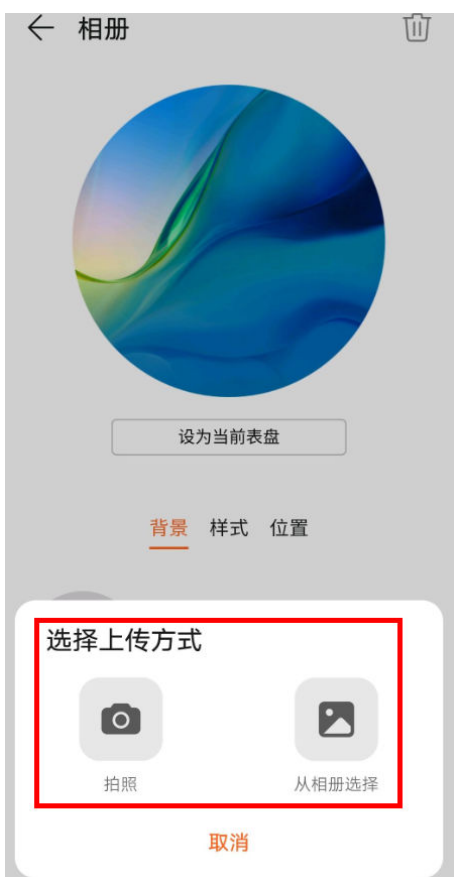 相册
设为当前表盘
背景 样式 位置
选择上传方式
拍照 从相册选择
取消